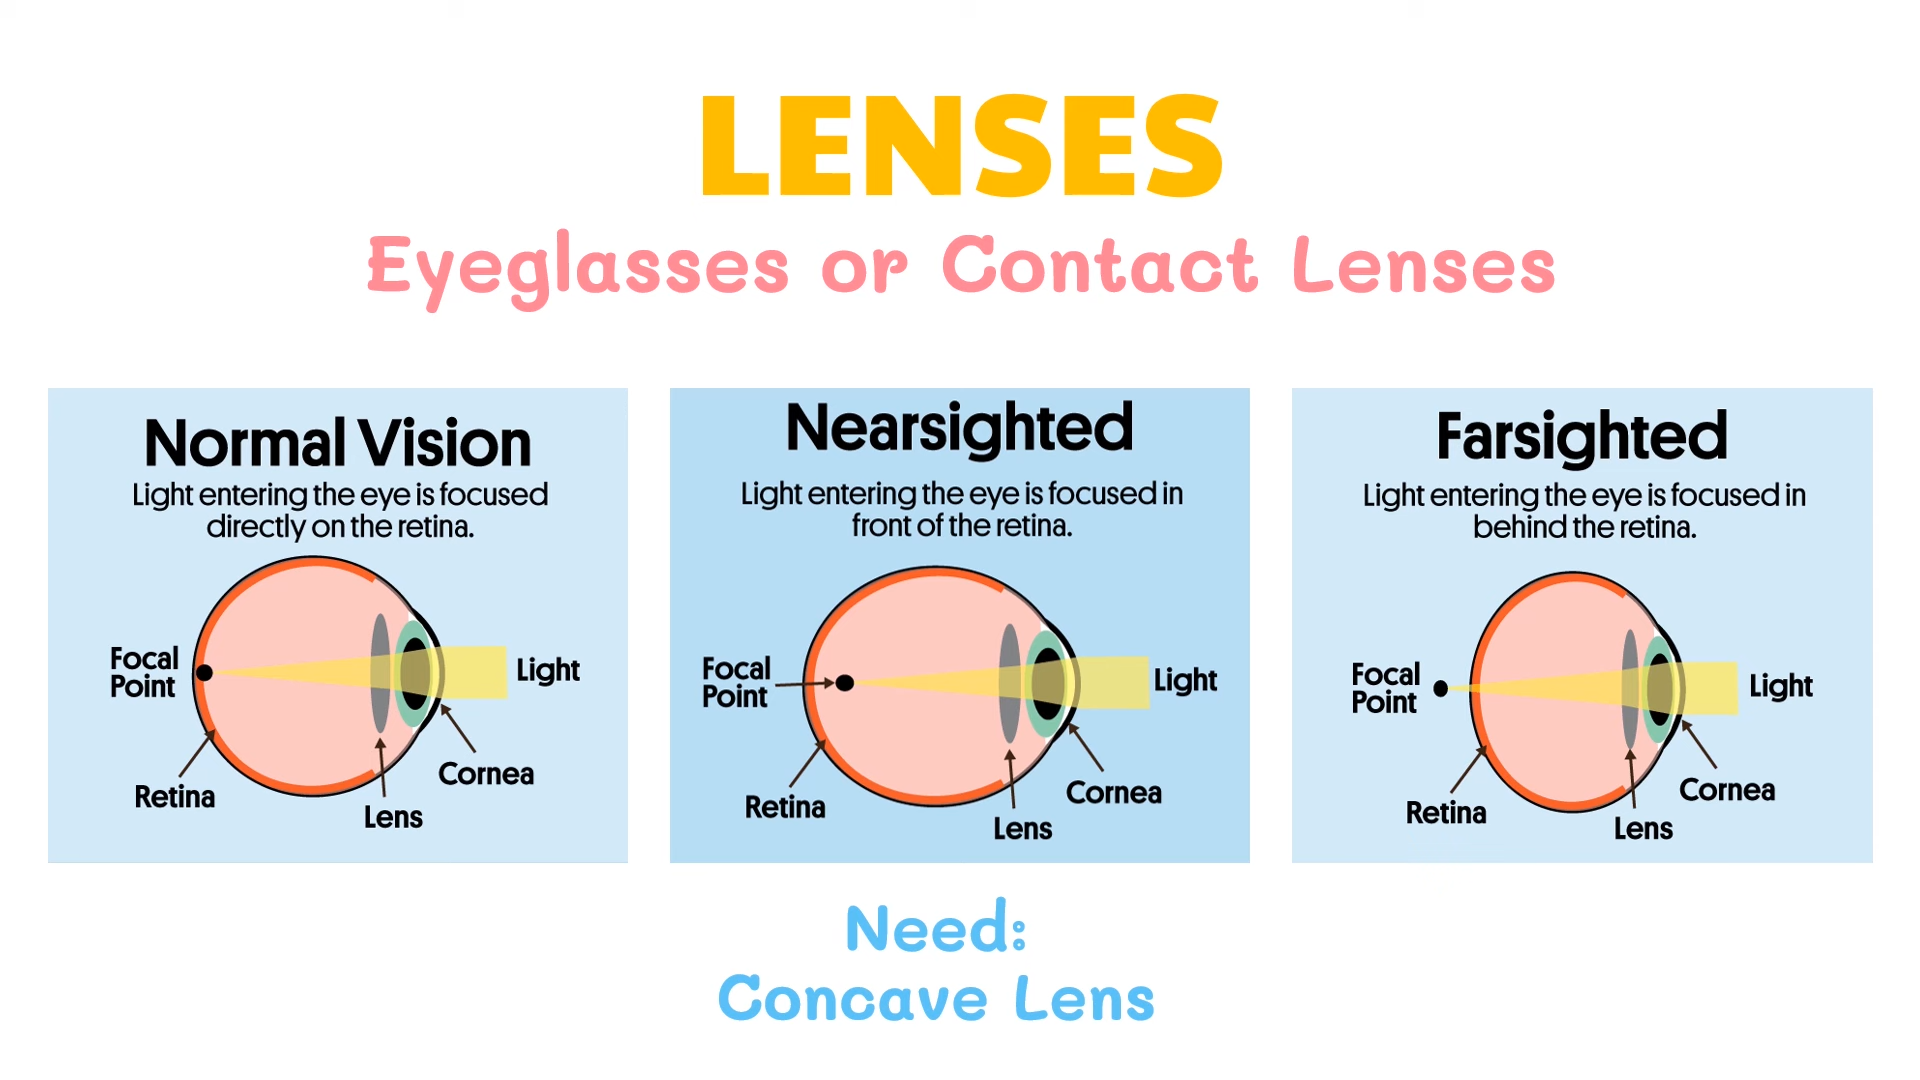 LENSES
Eyeglasses or Contact Lenses
Normal Vision
Light entering the eye is focused
directly on the retina.
Focal
Point
Light
Retina
Lens
Cornea
Nearsighted
Light entering the eye is focused in
front of the retina.
Focal
Point
Light
Retina
Lens
Cornea
Farsighted
Light entering the eye is focused in
behind the retina.
Focal
Point
Light
Retina
Lens
Cornea
Need:
Concave Lens